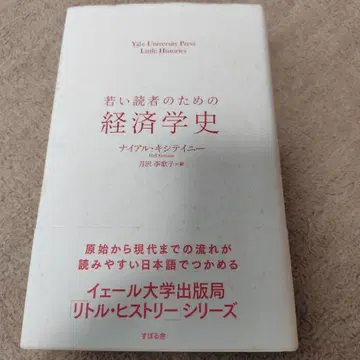 Yale University Press
Little Histories
若い読者のための
経済学史
ナイアル・キシテイニー
Niall Kishtainy
月沢 李歌子=訳
原始から現代までの流れが
読みやすい日本語でつかめる
イェール大学出版局
「リトル・ヒストリー」シリーズ
すばる舎